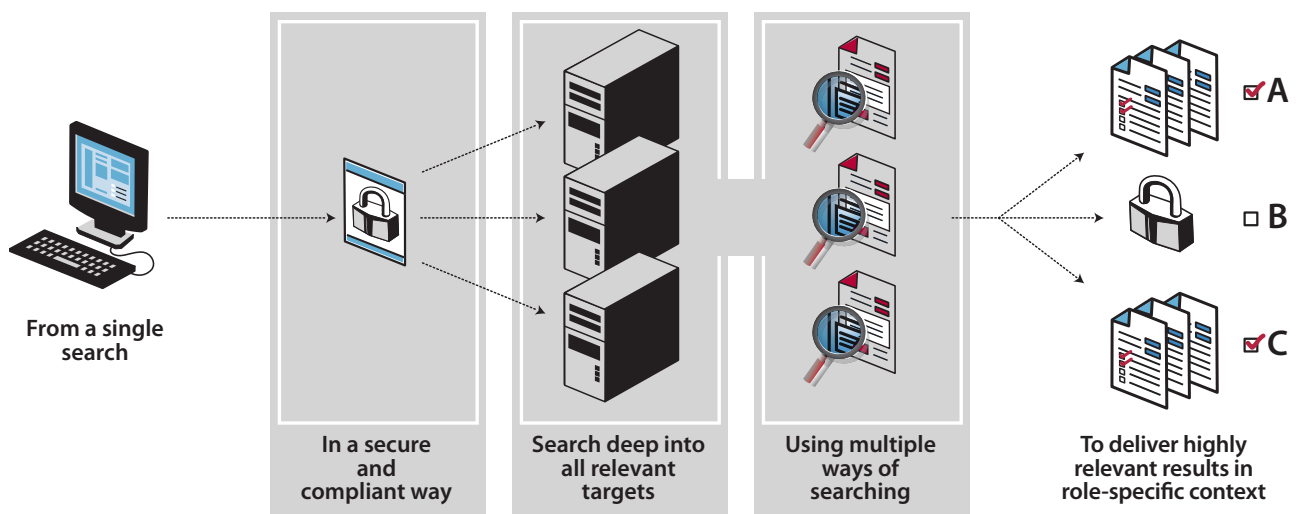 A
B
C
From a single
search
In a secure
and
compliant way
Search deep into
all relevant
targets
Using multiple
ways of
searching
To deliver highly
relevant results in
role-specific context